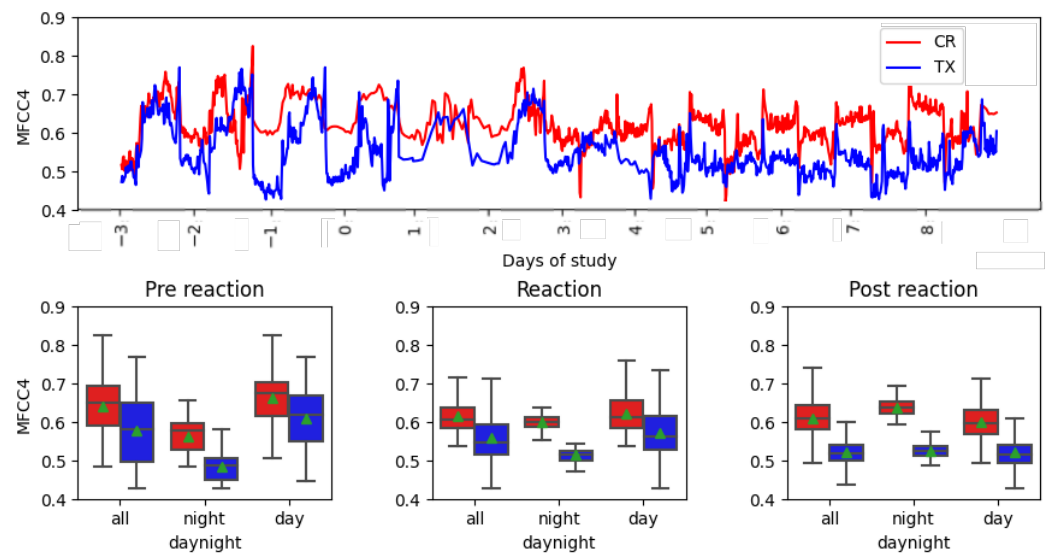 0.9
0.8
0.7
0.6
0.5
0.4
MFCC4
CR
TX
−3
−2
−1
0
1
2
3
4
5
6
7
8
Days of study
Pre reaction
Reaction
Post reaction
0.9
0.8
0.7
0.6
0.5
0.4
MFCC4
all
night
day
daynight
0.9
0.8
0.7
0.6
0.5
0.4
all
night
day
daynight
0.9
0.8
0.7
0.6
0.5
0.4
all
night
day
daynight